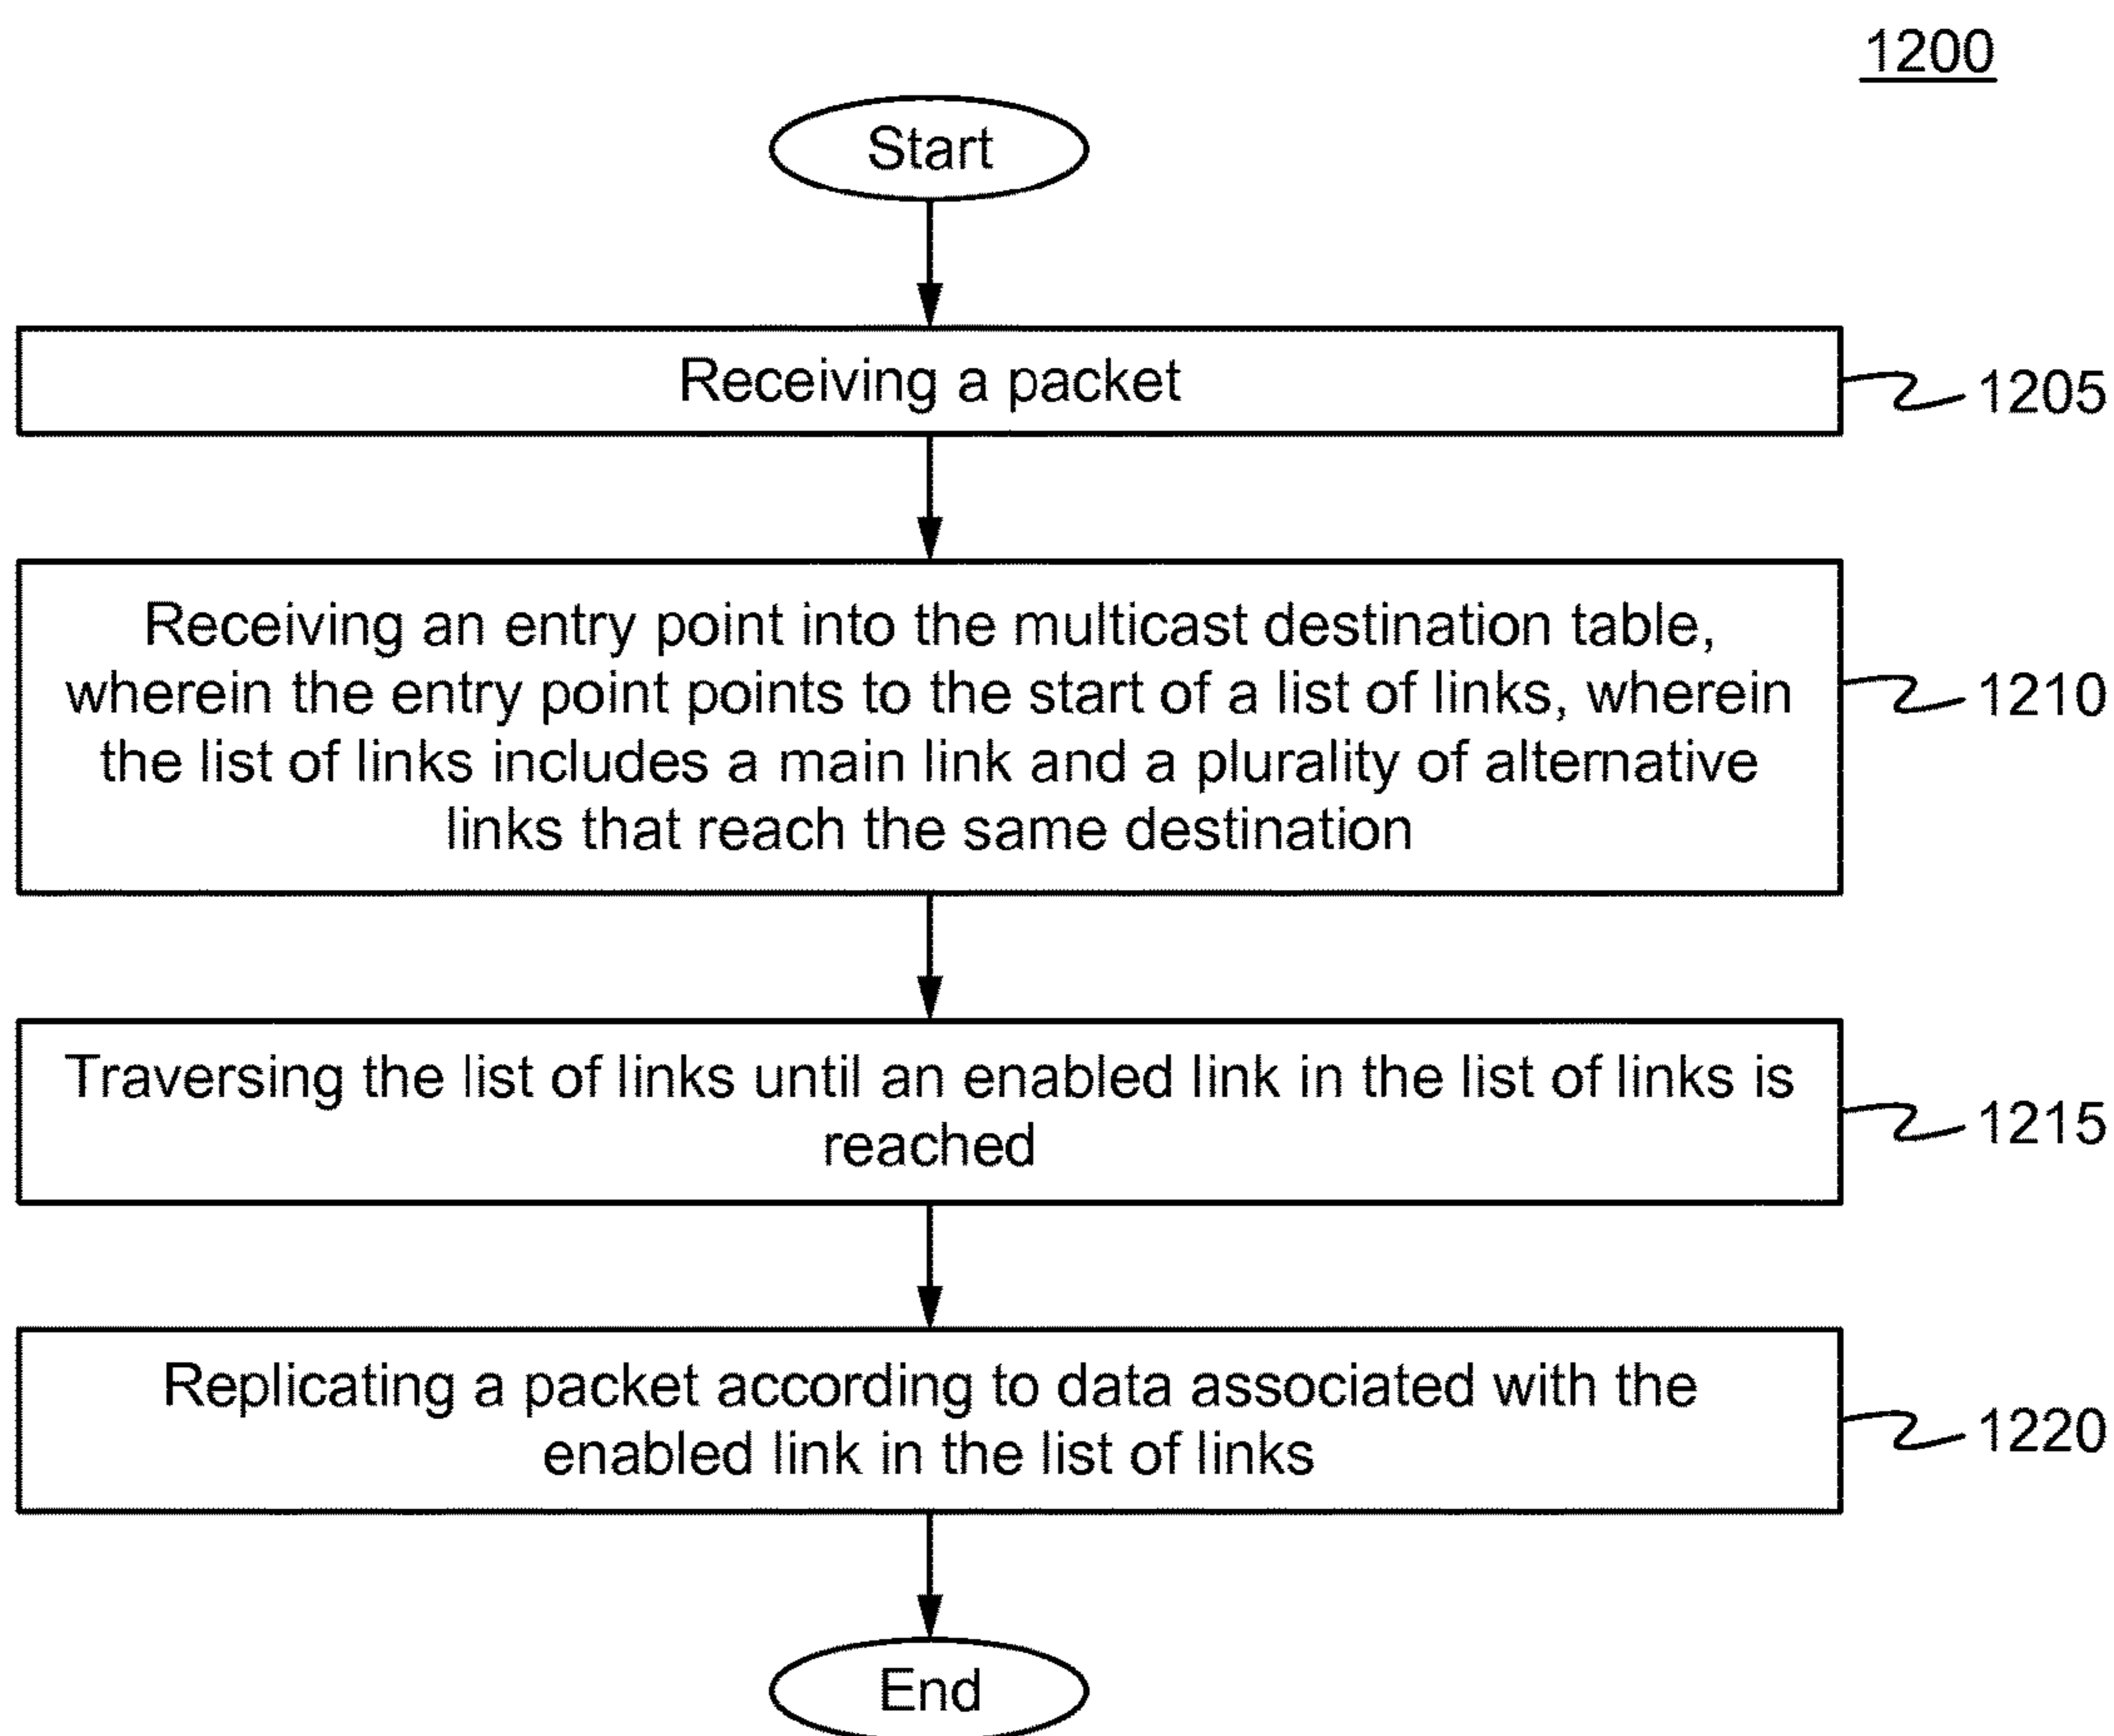 1200
Start
Receiving a packet
1205
Receiving an entry point into the multicast destination table,
wherein the entry point points to the start of a list of links, wherein
the list of links includes a main link and a plurality of alternative
links that reach the same destination
1210
Traversing the list of links until an enabled link in the list of links is
reached
1215
Replicating a packet according to data associated with the
enabled link in the list of links
1220
End